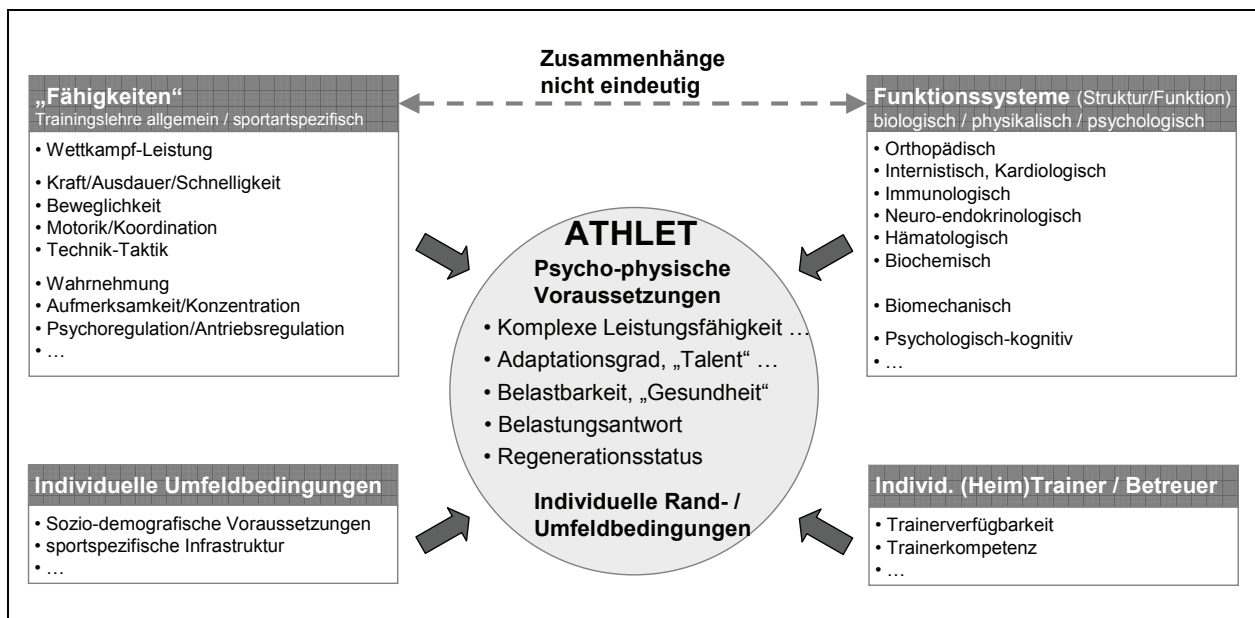 Zusammenhänge
nicht eindeutig
„Fähigkeiten“
Trainingslehre allgemein / sportartspezifisch
• Wettkampf-Leistung
• Kraft/Ausdauer/Schnelligkeit
• Beweglichkeit
• Motorik/Koordination
• Technik-Taktik
• Wahrnehmung
• Aufmerksamkeit/Konzentration
• Psychoregulation/Antriebsregulation
• …
Funktionssysteme (Struktur/Funktion)
biologisch / physikalisch / psychologisch
• Orthopädisch
• Internistisch, Kardiologisch
• Immunologisch
• Neuro-endokrinologisch
• Hämatologisch
• Biochemisch
• Biomechanisch
• Psychologisch-kognitiv
• …
ATHLET
Psycho-physische
Voraussetzungen
• Komplexe Leistungsfähigkeit …
• Adaptationsgrad, „Talent“ …
• Belastbarkeit, „Gesundheit“
• Belastungsantwort
• Regenerationsstatus
Individuelle Rand- /
Umfeldbedingungen
Individuelle Umfeldbedingungen
• Sozio-demografische Voraussetzungen
• sportspezifische Infrastruktur
• …
Individ. (Heim)Trainer / Betreuer
• Trainerverfügbarkeit
• Trainerkompetenz
• …